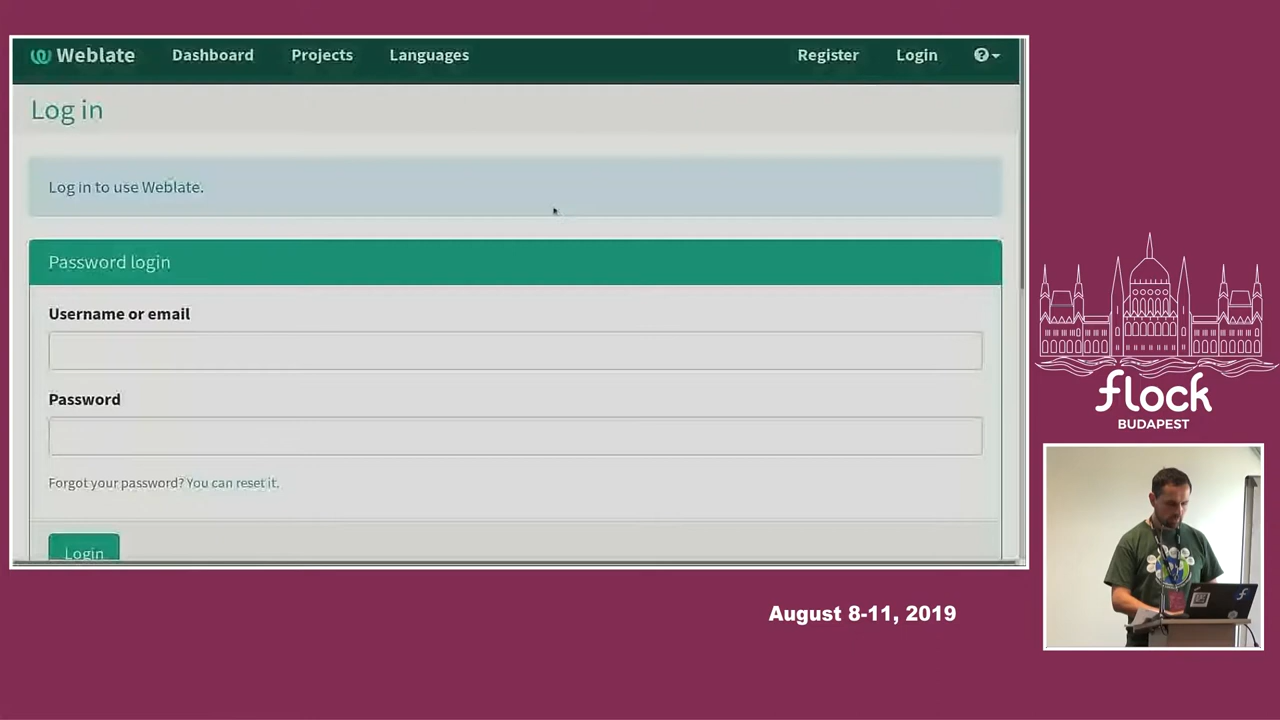 Weblate Dashboard Projects Languages Register Login
Log in
Log in to use Weblate.
Password login
Username or email
Password
Forgot your password? You can reset it.
Login
flock
BUDAPEST
August 8-11, 2019